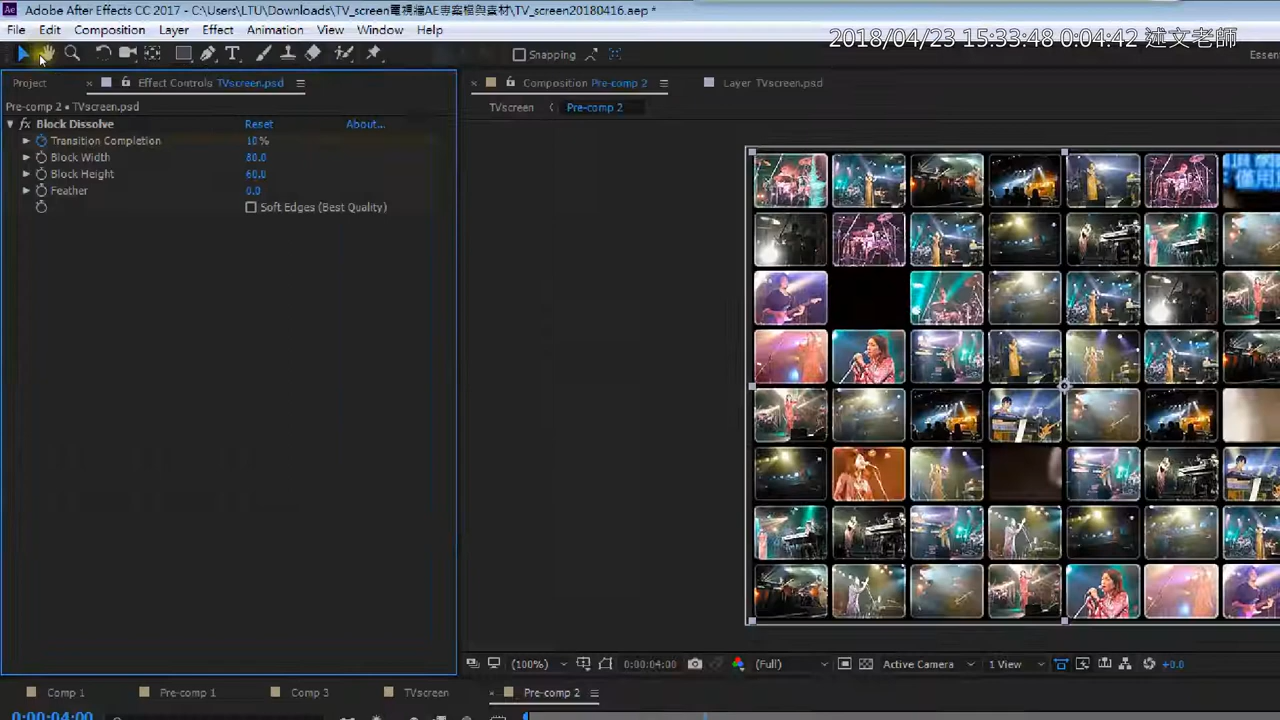 Adobe After Effects CC 2017 - C:\Users\LTU\Downloads\TV_screen電視牆AE專案檔與素材\TV_screen20180416.aep *
File Edit Composition Layer Effect Animation View Window Help
2018/04/23 15:33:48 0:04:42 述文老師
Snapping
Essen
Project Effect Controls TVscreen.psd
Composition Pre-comp 2
Layer TVscreen.psd
Pre-comp 2 • TVscreen.psd
TVscreen Pre-comp 2
fx Block Dissolve Reset About...
Transition Completion 10%
Block Width 80.0
Block Height 60.0
Feather 0.0
Soft Edges (Best Quality)
(100%) 0:00:04:00 (Full) Active Camera 1 View +0.0
Comp 1 Pre-comp 1 Comp 3 TVscreen Pre-comp 2
0:00:04:00